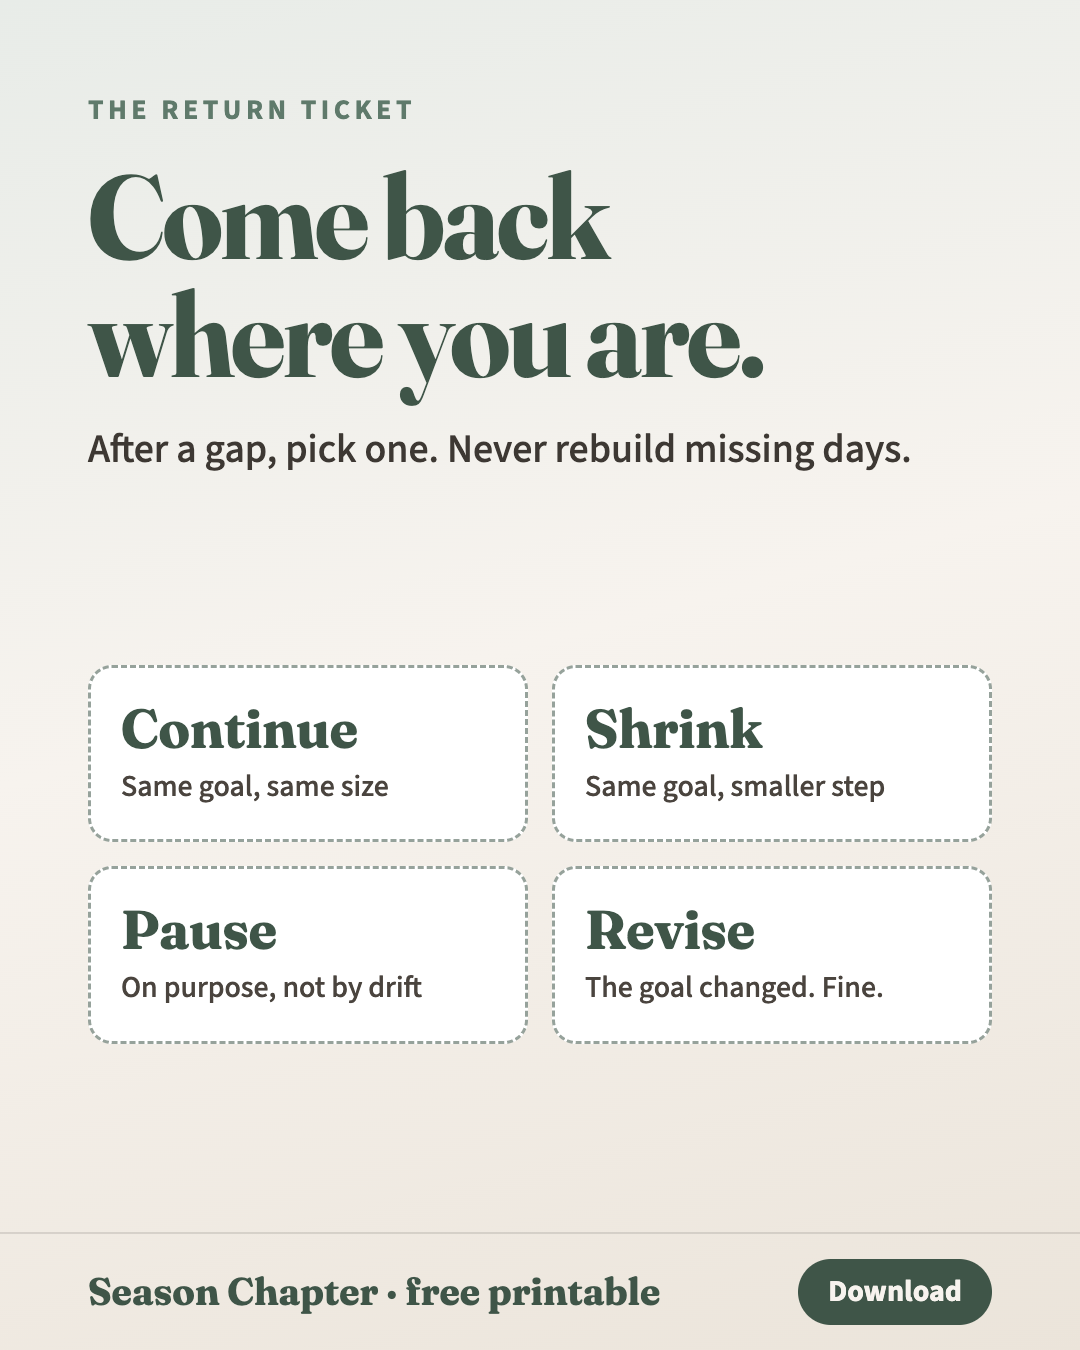 THE RETURN TICKET
Come back
where you are.
After a gap, pick one. Never rebuild missing days.
Continue
Same goal, same size
Shrink
Same goal, smaller step
Pause
On purpose, not by drift
Revise
The goal changed. Fine.
Season Chapter · free printable
Download